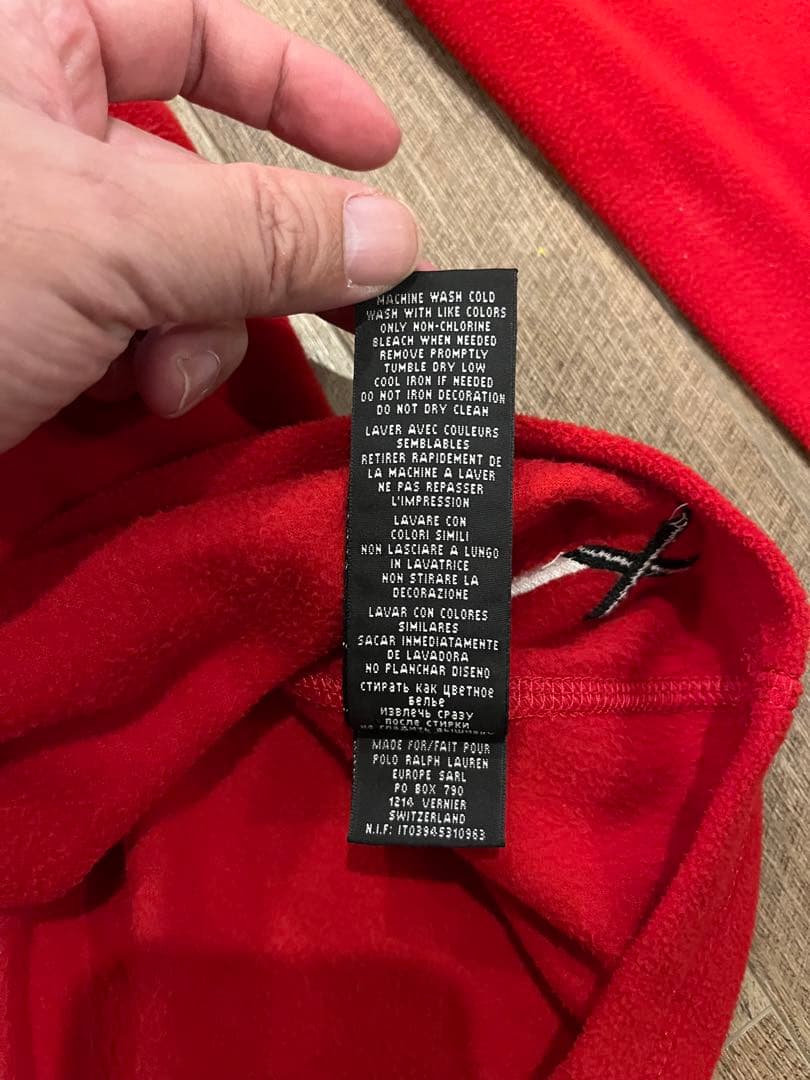 MACHINE WASH COLD
WASH WITH LIKE COLORS
ONLY NON-CHLORINE
BLEACH WHEN NEEDED
REMOVE PROMPTLY
TUMBLE DRY LOW
COOL IRON IF NEEDED
DO NOT IRON DECORATION
DO NOT DRY CLEAN
LAVER AVEC COULEURS
SEMBLABLES
RETIRER RAPIDEMENT DE
LA MACHINE A LAVER
NE PAS REPASSER
L'IMPRESSION
LAVARE CON
COLORI SIMILI
NON LASCIARE A LUNGO
IN LAVATRICE
NON STIRARE LA
DECORAZIONE
LAVAR CON COLORES
SIMILARES
SACAR INMEDIATAMENTE
DE LAVADORA
NO PLANCHAR DISENO
СТИРАТЬ КАК ЦВЕТНОЕ
БЕЛЬЕ
ИЗВЛЕЧЬ СРАЗУ
ПОСЛЕ СТИРКИ
НЕ ГЛАДИТЬ ВЫШИВКУ
MADE FOR/FAIT POUR
POLO RALPH LAUREN
EUROPE SARL
PO BOX 790
1214 VERNIER
SWITZERLAND
N.I.F: IT03945310963